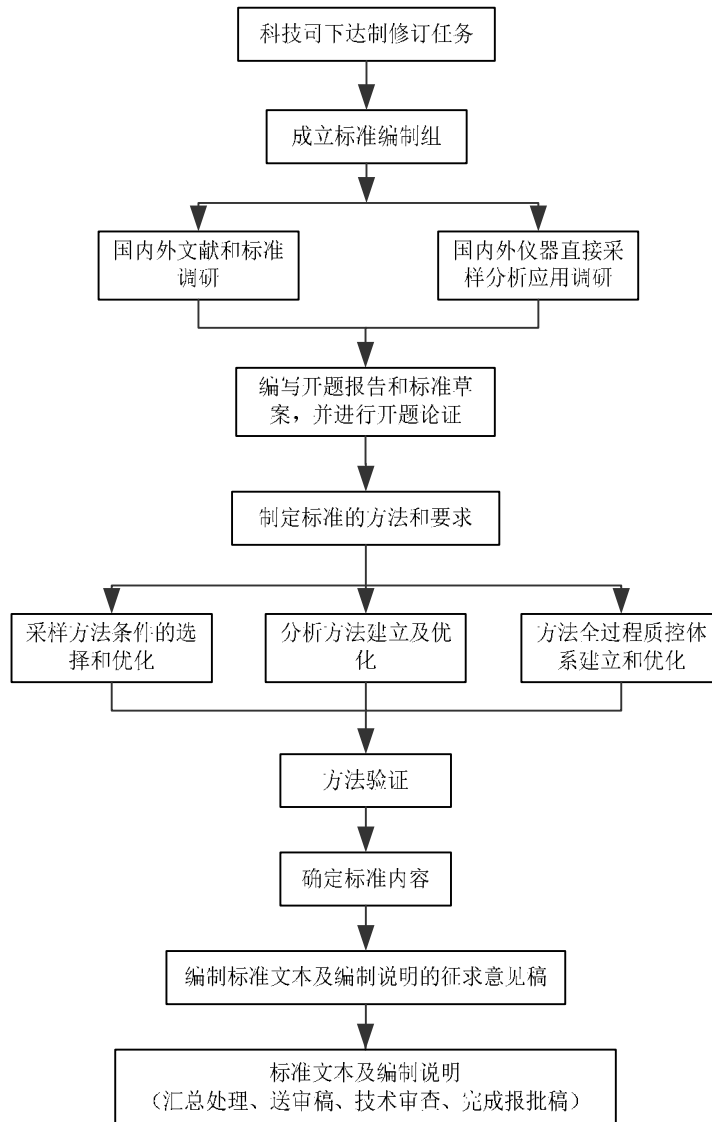 科技司下达制修订任务
成立标准编制组
国内外文献和标准
调研
国内外仪器直接采
样分析应用调研
编写开题报告和标准草
案，并进行开题论证
制定标准的方法和要求
采样方法条件的选
择和优化
分析方法建立及优
化
方法全过程质控体
系建立和优化
方法验证
确定标准内容
编制标准文本及编制说明的征求意见稿
标准文本及编制说明
（汇总处理、送审稿、技术审查、完成报批稿）